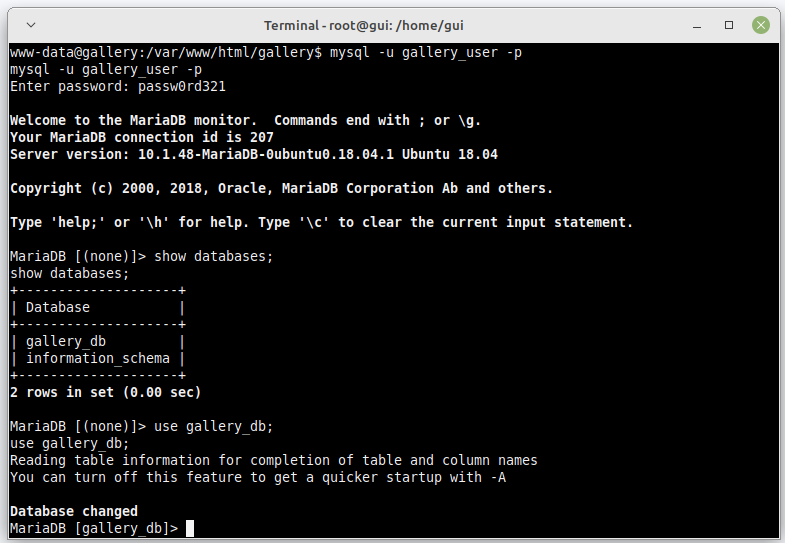 Terminal - root@gui: /home/gui
www-data@gallery:/var/www/html/gallery$ mysql -u gallery_user -p
mysql -u gallery_user -p
Enter password: passw0rd321
Welcome to the MariaDB monitor.  Commands end with ; or \g.
Your MariaDB connection id is 207
Server version: 10.1.48-MariaDB-0ubuntu0.18.04.1 Ubuntu 18.04
Copyright (c) 2000, 2018, Oracle, MariaDB Corporation Ab and others.
Type 'help;' or '\h' for help. Type '\c' to clear the current input statement.
MariaDB [(none)]> show databases;
show databases;
+--------------------+
| Database           |
+--------------------+
| gallery_db         |
| information_schema |
+--------------------+
2 rows in set (0.00 sec)
MariaDB [(none)]> use gallery_db;
use gallery_db;
Reading table information for completion of table and column names
You can turn off this feature to get a quicker startup with -A
Database changed
MariaDB [gallery_db]>